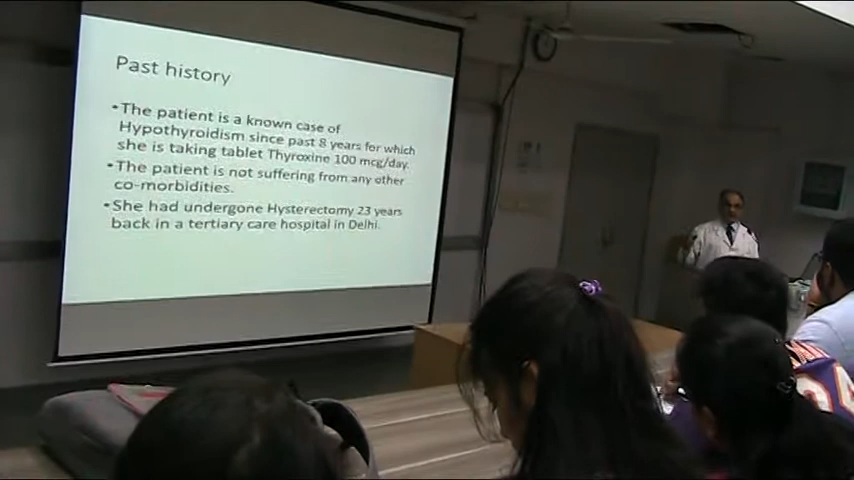 Past history
•The patient is a known case of
Hypothyroidism since past 8 years for which
she is taking tablet Thyroxine 100 mcg/day.
•The patient is not suffering from any other
co-morbidities.
•She had undergone Hysterectomy 23 years
back in a tertiary care hospital in Delhi.